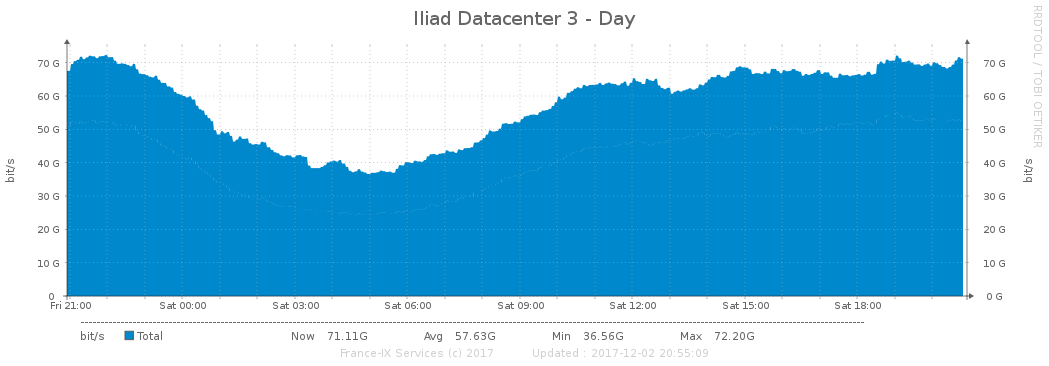 Iliad Datacenter 3 - Day
RRDTOOL / TOBI OETIKER
bit/s
70 G
60 G
50 G
40 G
30 G
20 G
10 G
0
70 G
60 G
50 G
40 G
30 G
20 G
10 G
0 G
bit/s
Fri 21:00 Sat 00:00 Sat 03:00 Sat 06:00 Sat 09:00 Sat 12:00 Sat 15:00 Sat 18:00
bit/s Total Now 71.11G Avg 57.63G Min 36.56G Max 72.20G
France-IX Services (c) 2017 Updated : 2017-12-02 20:55:09